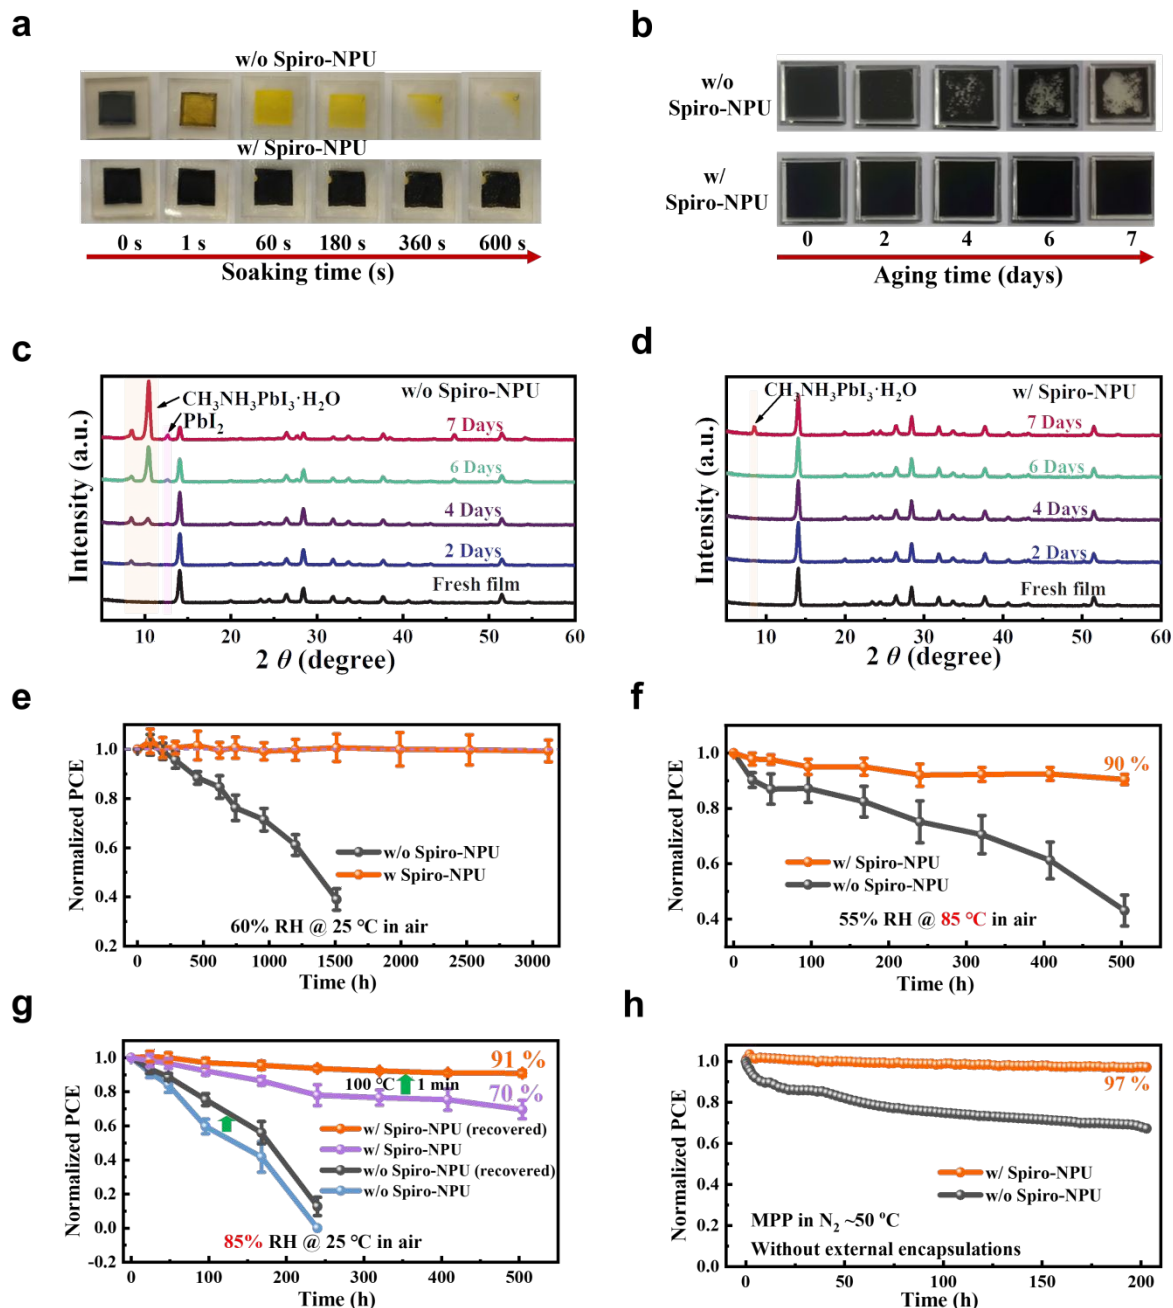 a
w/o Spiro-NPU
w/ Spiro-NPU
0 s 1 s 60 s 180 s 360 s 600 s
Soaking time (s)
b
w/o
Spiro-NPU
w/
Spiro-NPU
0 2 4 6 7
Aging time (days)
c
w/o Spiro-NPU
CH₃NH₃PbI₃·H₂O
PbI₂
7 Days
6 Days
4 Days
2 Days
Fresh film
Intensity (a.u.)
10 20 30 40 50 60
2 θ (degree)
d
w/ Spiro-NPU
CH₃NH₃PbI₃·H₂O
7 Days
6 Days
4 Days
2 Days
Fresh film
Intensity (a.u.)
10 20 30 40 50 60
2 θ (degree)
e
Normalized PCE
1.0
0.8
0.6
0.4
0.2
w/o Spiro-NPU
w Spiro-NPU
60% RH @ 25 °C in air
0 500 1000 1500 2000 2500 3000
Time (h)
f
Normalized PCE
1.0
0.8
0.6
0.4
90 %
w/ Spiro-NPU
w/o Spiro-NPU
55% RH @ 85 °C in air
0 100 200 300 400 500
Time (h)
g
Normalized PCE
1.0
0.8
0.6
0.4
0.2
0.0
-0.2
91 %
100 °C 1 min
70 %
w/ Spiro-NPU (recovered)
w/ Spiro-NPU
w/o Spiro-NPU (recovered)
w/o Spiro-NPU
85% RH @ 25 °C in air
0 100 200 300 400 500
Time (h)
h
Normalized PCE
1.0
0.8
0.6
0.4
0.2
0.0
97 %
w/ Spiro-NPU
w/o Spiro-NPU
MPP in N₂ ~50 °C
Without external encapsulations
0 50 100 150 200
Time (h)